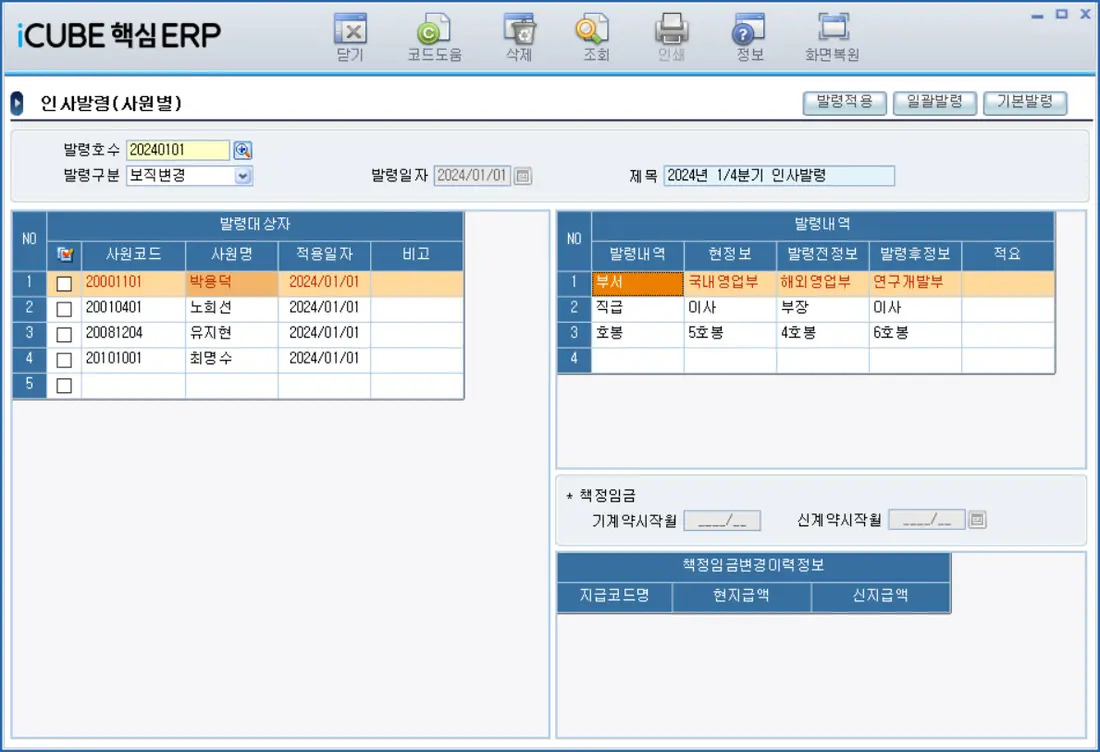 iCUBE 핵심 ERP
닫기 코드도움 삭제 조회 인쇄 정보 화면복원
인사발령(사원별)
발령적용 일괄발령 기본발령
발령호수 20240101
발령구분 보직변경 발령일자 2024/01/01 제목 2024년 1/4분기 인사발령
NO 발령대상자
사원코드 사원명 적용일자 비고
1 20001101 박용덕 2024/01/01
2 20010401 노희선 2024/01/01
3 20081204 유지현 2024/01/01
4 20101001 최명수 2024/01/01
5
NO 발령내역
발령내역 현정보 발령전정보 발령후정보 적요
1 부서 국내영업부 해외영업부 연구개발부
2 직급 이사 부장 이사
3 호봉 5호봉 4호봉 6호봉
4
* 책정임금
기계약시작월 ____/__ 신계약시작월 ____/__
책정임금변경이력정보
지급코드명 현지급액 신지급액